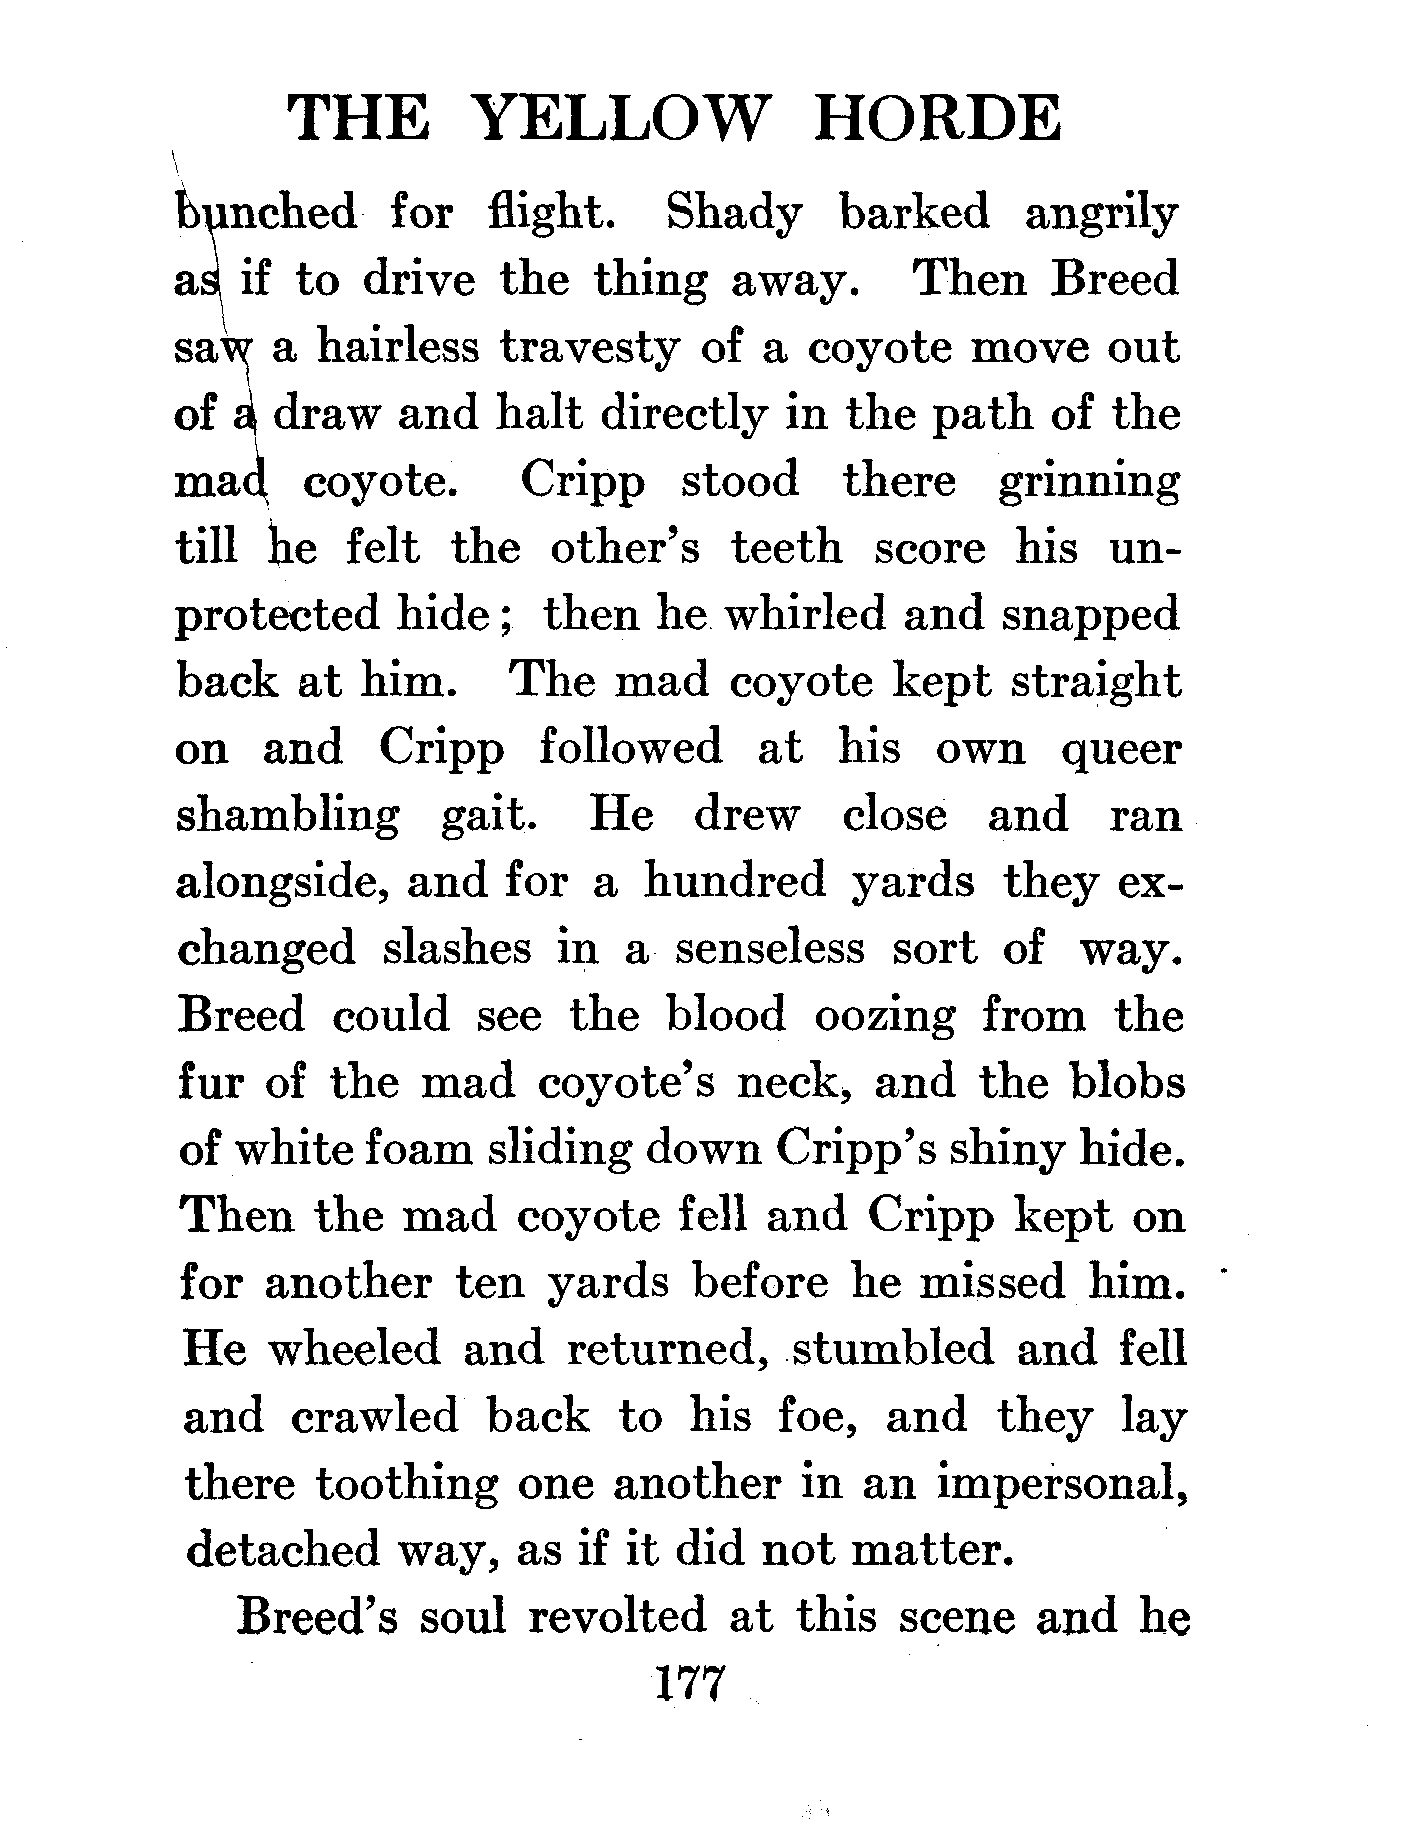 THE YELLOW HORDE
bunched for flight. Shady barked angrily
as if to drive the thing away. Then Breed
saw a hairless travesty of a coyote move out
of a draw and halt directly in the path of the
mad coyote. Cripp stood there grinning
till he felt the other's teeth score his un-
protected hide; then he whirled and snapped
back at him. The mad coyote kept straight
on and Cripp followed at his own queer
shambling gait. He drew close and ran
alongside, and for a hundred yards they ex-
changed slashes in a senseless sort of way.
Breed could see the blood oozing from the
fur of the mad coyote's neck, and the blobs
of white foam sliding down Cripp's shiny hide.
Then the mad coyote fell and Cripp kept on
for another ten yards before he missed him.
He wheeled and returned, stumbled and fell
and crawled back to his foe, and they lay
there toothing one another in an impersonal,
detached way, as if it did not matter.
Breed's soul revolted at this scene and he
177